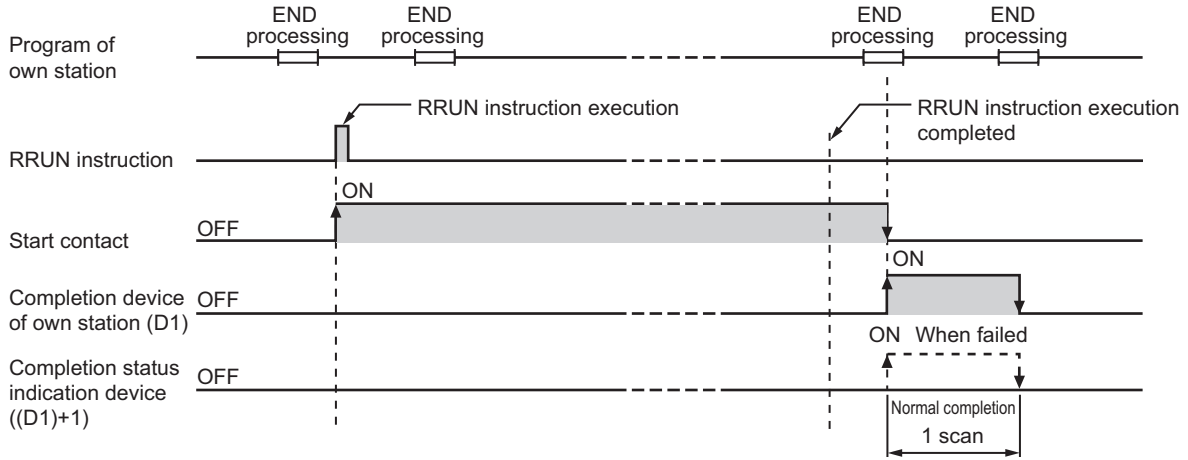 END
processing
END
processing
END
processing
END
processing
Program of
own station
RRUN instruction execution
RRUN instruction execution
completed
RRUN instruction
ON
OFF
Start contact
ON
Completion device
of own station (D1)
OFF
ON When failed
Completion status
indication device
((D1)+1)
OFF
Normal completion
1 scan